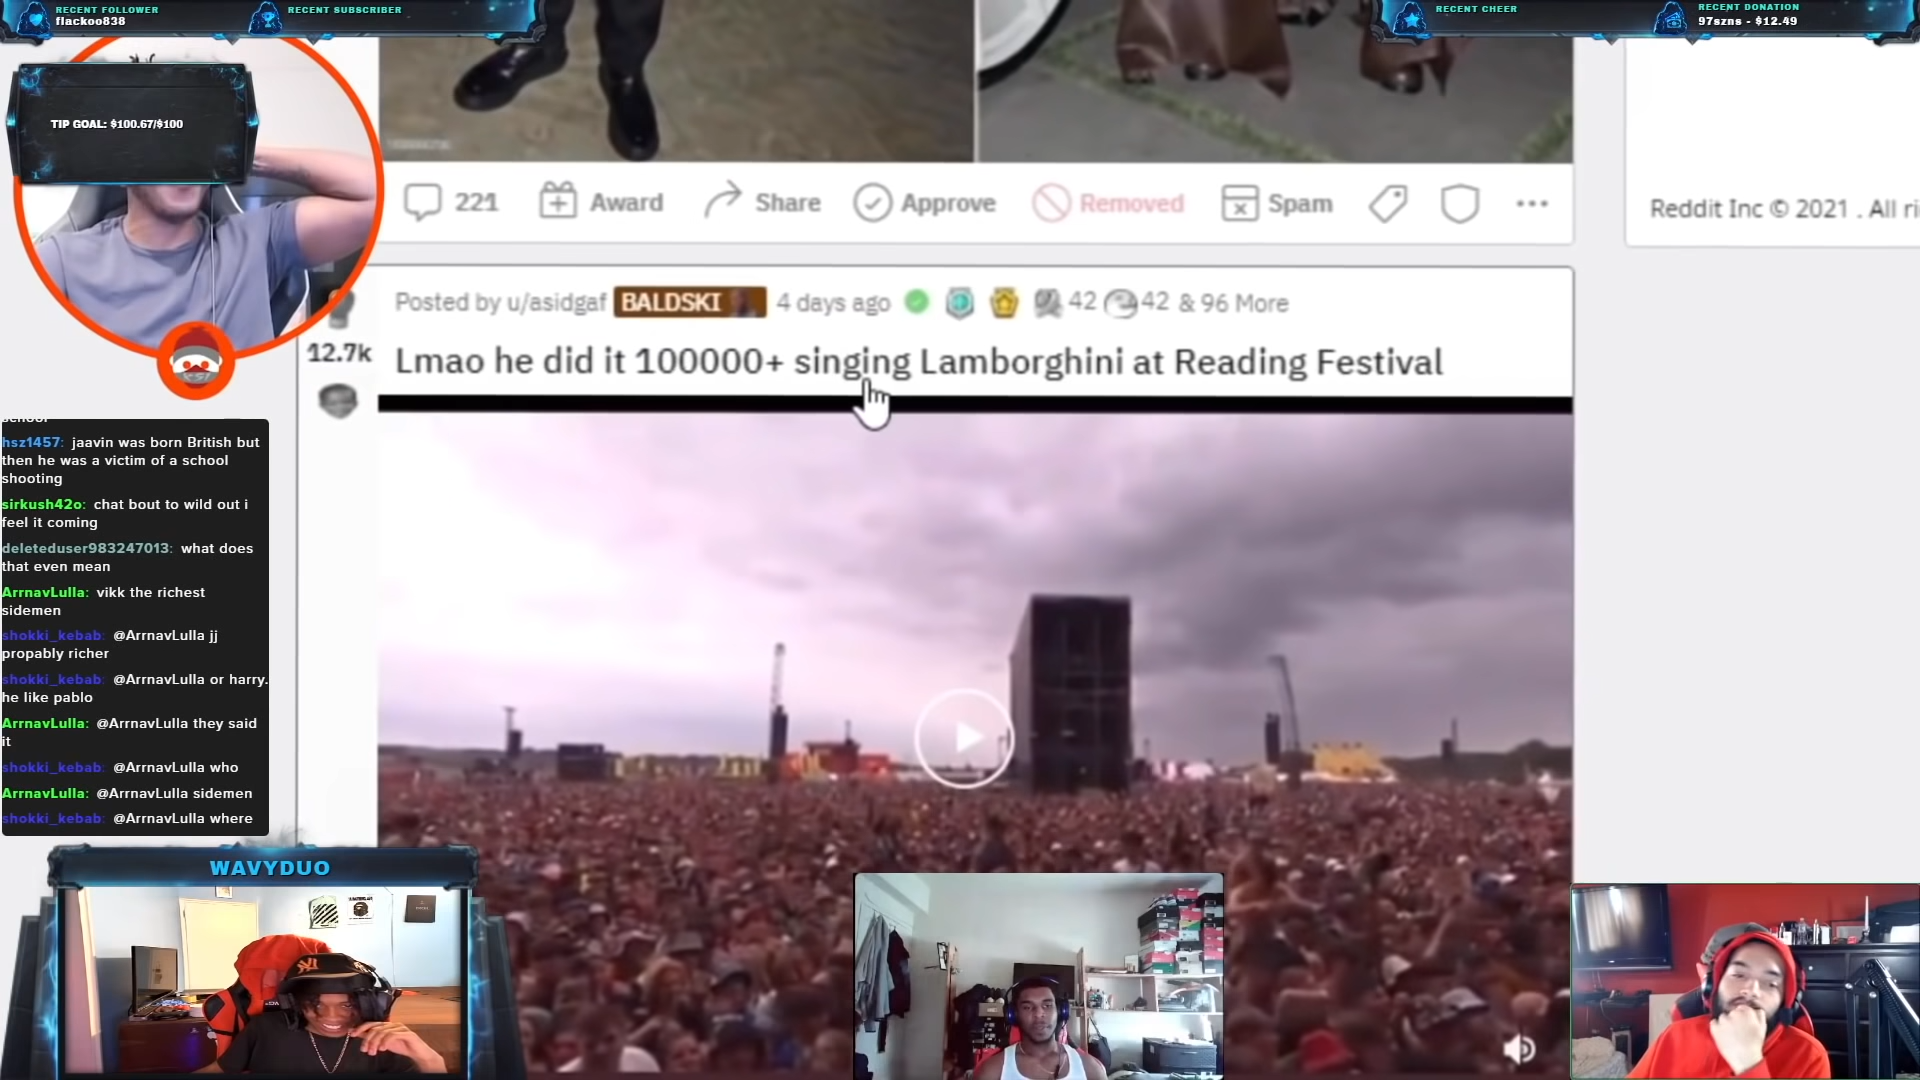 RECENT FOLLOWER
flackoo838
RECENT SUBSCRIBER
RECENT CHEER
RECENT DONATION
97szns - $12.49
TIP GOAL: $100.67/$100
221
Award
Share
Approve
Removed
Spam
Reddit Inc © 2021 . All ri
Posted by u/asidgaf BALDSKI 4 days ago 42 42 & 96 More
12.7k
Lmao he did it 100000+ singing Lamborghini at Reading Festival
school
hsz1457: jaavin was born British but
then he was a victim of a school
shooting
sirkush42o: chat bout to wild out i
feel it coming
deleteduser983247013: what does
that even mean
ArrnavLulla: vikk the richest
sidemen
shokki_kebab: @ArrnavLulla jj
propably richer
shokki_kebab: @ArrnavLulla or harry.
he like pablo
ArrnavLulla: @ArrnavLulla they said
it
shokki_kebab: @ArrnavLulla who
ArrnavLulla: @ArrnavLulla sidemen
shokki_kebab: @ArrnavLulla where
WAVYDUO